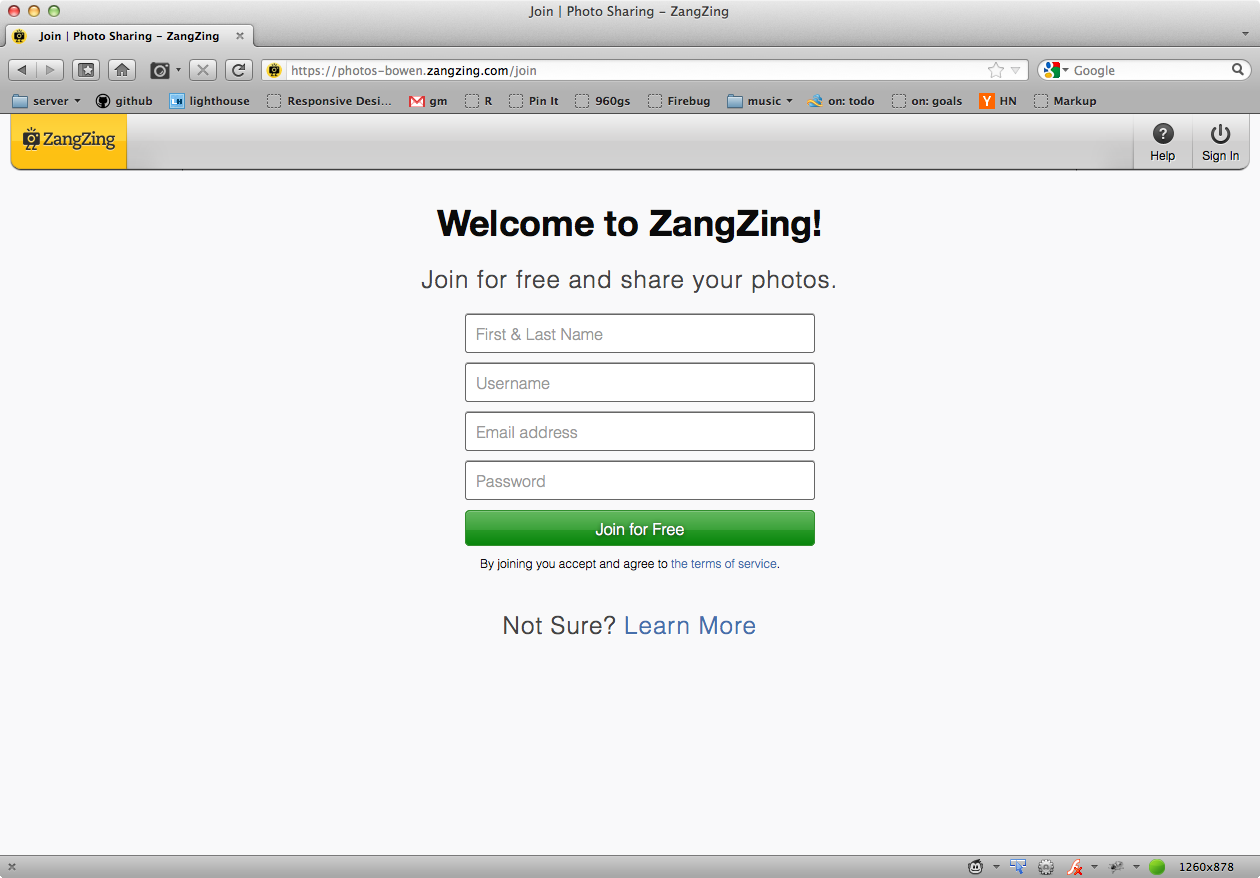 Join | Photo Sharing – ZangZing
Join | Photo Sharing – ZangZing
https://photos-bowen.zangzing.com/join
Google
server
github
lighthouse
Responsive Desi...
gm
R
Pin It
960gs
Firebug
music
on: todo
on: goals
Y HN
Markup
ZangZing
? Help
Sign In
Welcome to ZangZing!
Join for free and share your photos.
First & Last Name
Username
Email address
Password
Join for Free
By joining you accept and agree to the terms of service.
Not Sure? Learn More
1260x878